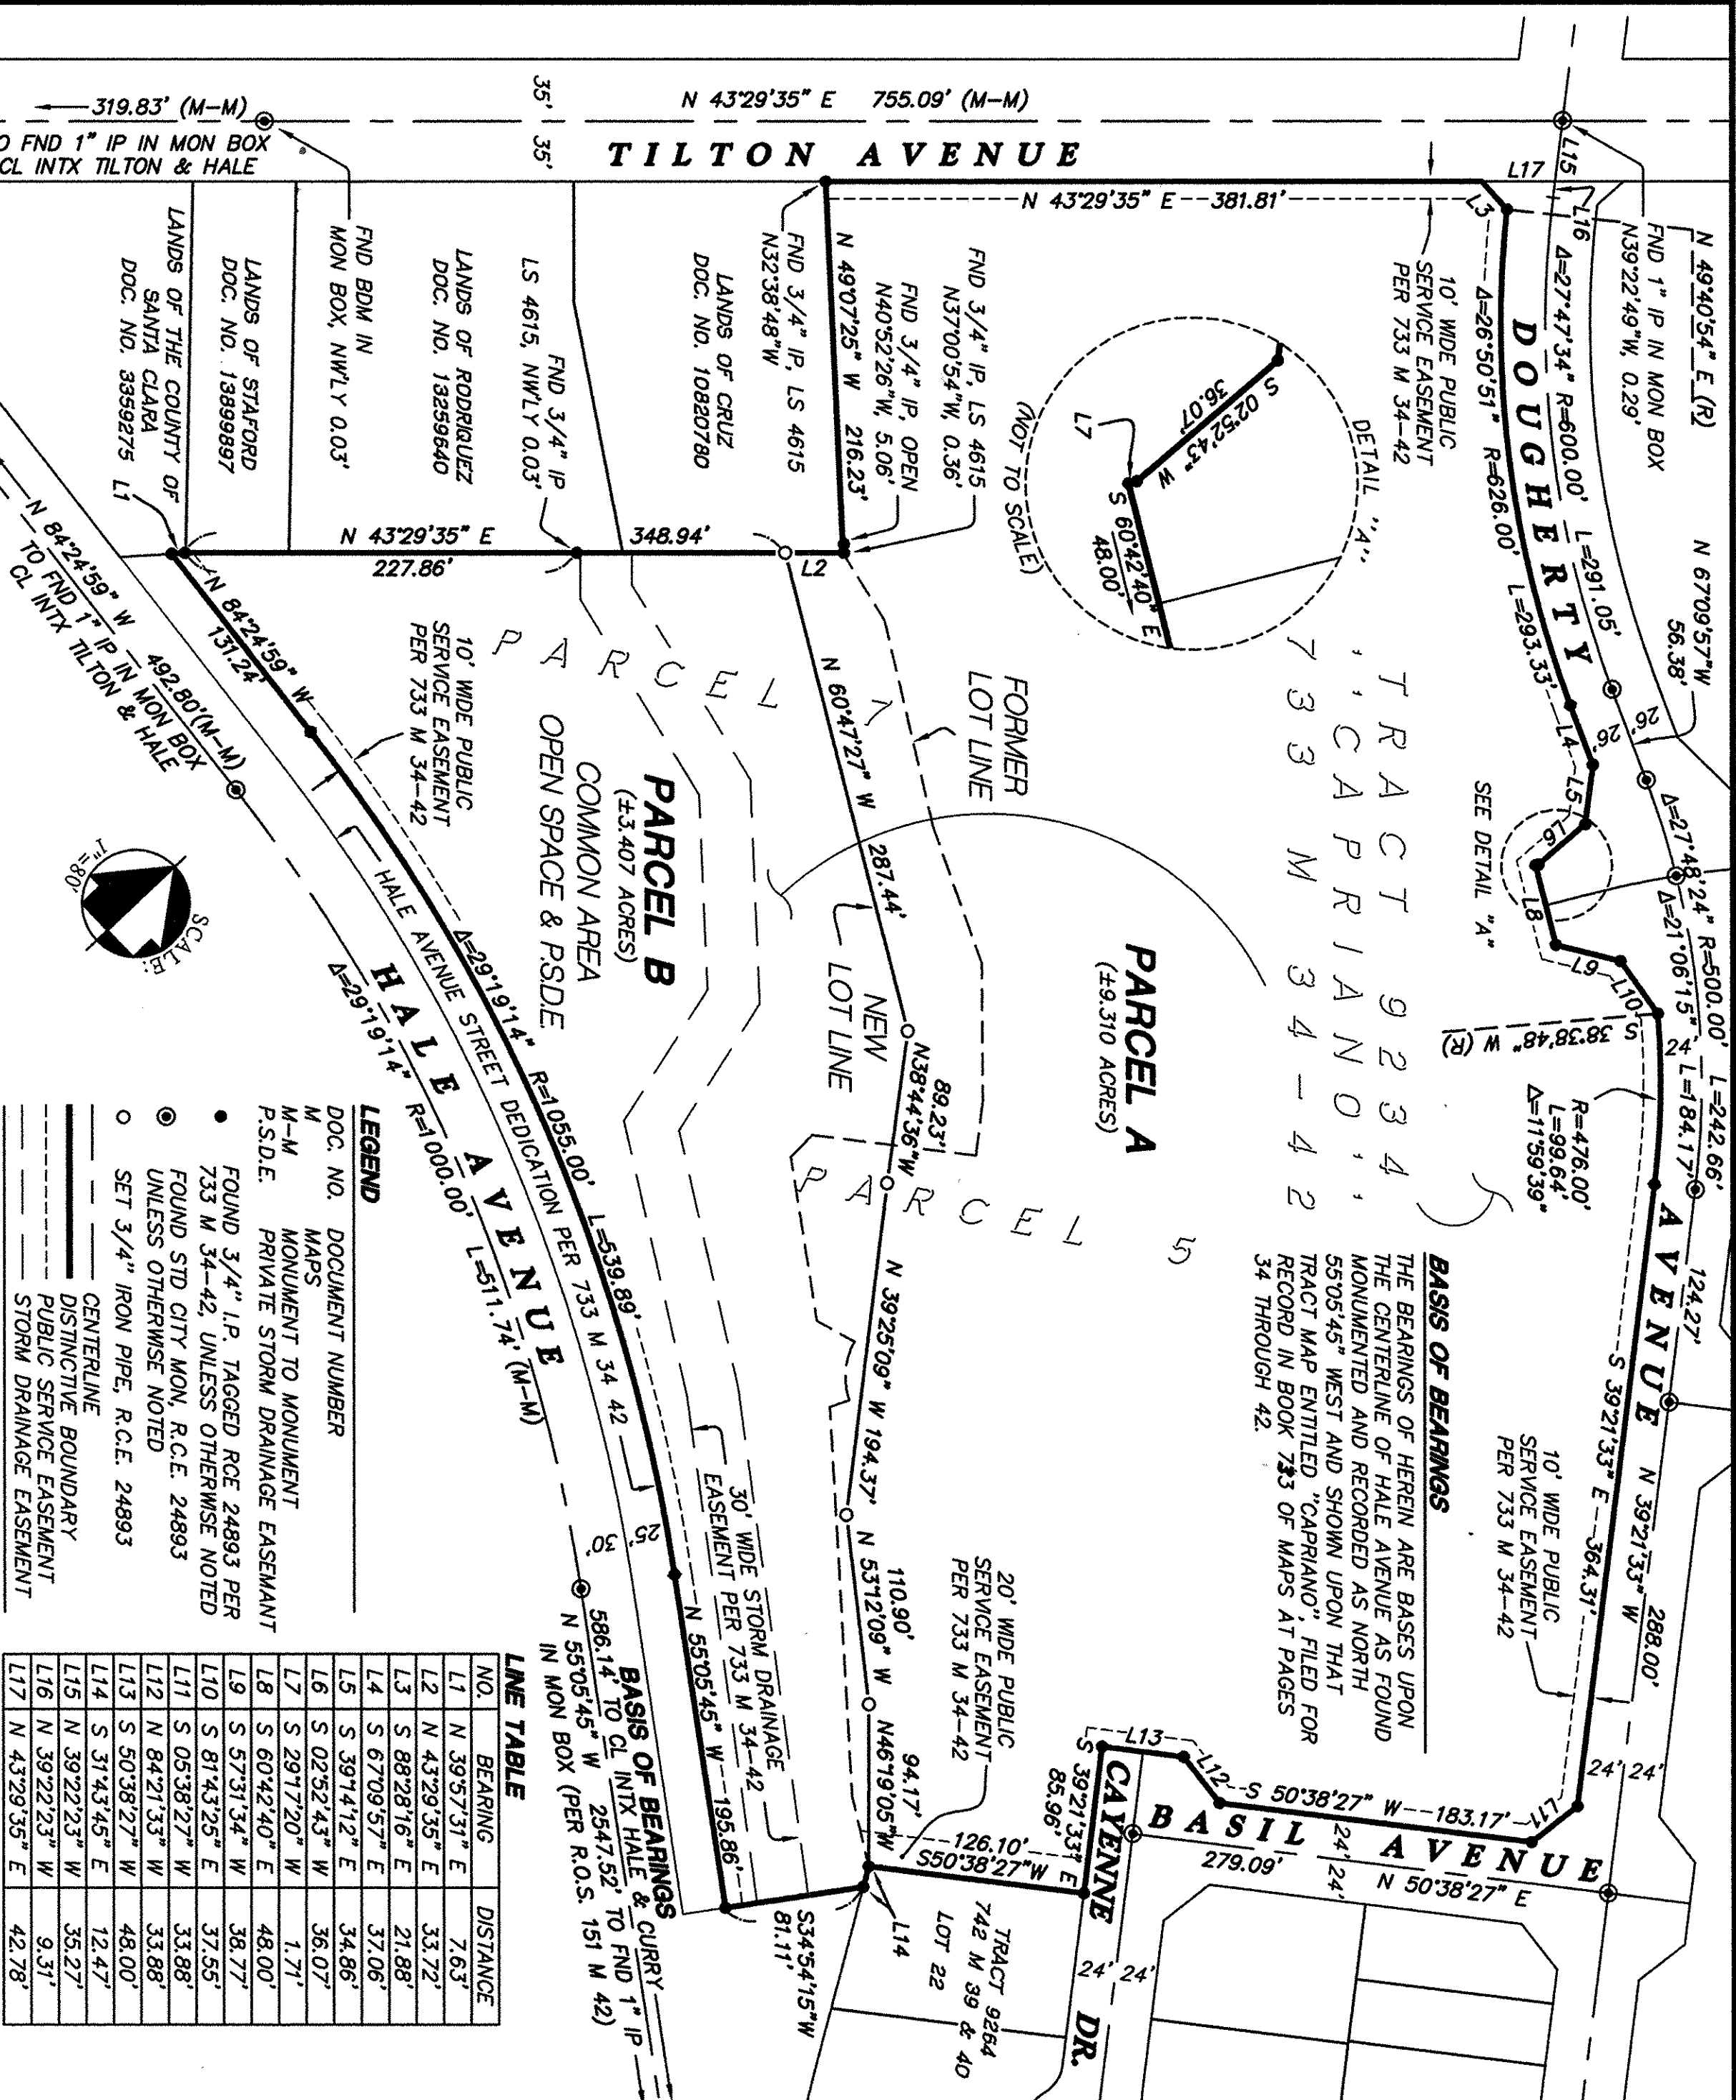 319.83' (M-M)
N 43°29'35" E 755.09' (M-M)
35'
35'
TILTON AVENUE
O FND 1" IP IN MON BOX
CL INTX TILTON & HALE
L17
L15
L16
L3
N 43°29'35" E 381.81'
N 49°40'54" E (R)
FND 1" IP IN MON BOX
N39°22'49"W, 0.29'
Δ=27°47'34" R=600.00' L=291.05'
DOUGHERTY AVENUE
Δ=26°50'51" R=626.00' L=293.33'
10' WIDE PUBLIC
SERVICE EASEMENT
PER 733 M 34-42
N 67°09'57"W
56.38'
26'
26'
L4
L5
L6
L8
L9
L10
SEE DETAIL "A"
Δ=27°48'24" R=500.00' L=242.66'
Δ=21°06'15" L=184.17'
24'
S 38°38'48" W (R)
R=476.00'
L=99.64'
Δ=11°59'39"
124.27'
N 39°21'33" W 288.00'
S 39°21'33" E 364.31'
10' WIDE PUBLIC
SERVICE EASEMENT
PER 733 M 34-42
24' 24'
L11
DETAIL "A"
S 02°52'43" W
36.07'
L7
S 60°42'40" E
48.00'
(NOT TO SCALE)
TRACT 9234
"CAPRIANO"
733 M 34-42
FND 3/4" IP, LS 4615
N37°00'54"W, 0.36'
FND 3/4" IP, OPEN
N40°52'26"W, 5.06'
N 49°07'25" W 216.23'
FND 3/4" IP, LS 4615
N32°38'48"W
LANDS OF CRUZ
DOC. NO. 10820780
FND 3/4" IP
LS 4615, NW'LY 0.03'
LANDS OF RODRIQUEZ
DOC. NO. 13259640
FND BDM IN
MON BOX, NW'LY 0.03'
LANDS OF STAFORD
DOC. NO. 13899897
LANDS OF THE COUNTY OF
SANTA CLARA
DOC. NO. 3359275
L1
N 43°29'35" E 348.94'
227.86'
L2
FORMER
LOT LINE
PARCEL 7
N 60°47'27" W 287.44'
NEW
LOT LINE
PARCEL A
(±9.310 ACRES)
89.23'
N38°44'36"W
PARCEL 5
N 39°25'09" W 194.37'
110.90'
N 53°12'09" W
94.17'
N46°19'05"W
PARCEL B
(±3.407 ACRES)
COMMON AREA
OPEN SPACE & P.S.D.E.
10' WIDE PUBLIC
SERVICE EASEMENT
PER 733 M 34-42
N 84°24'59" W
131.24'
N 84°24'59" W 492.80'(M-M)
TO FND 1" IP IN MON BOX
CL INTX TILTON & HALE
Δ=29°19'14" R=1055.00' L=539.89'
HALE AVENUE STREET DEDICATION PER 733 M 34 42
HALE AVENUE
Δ=29°19'14" R=1000.00' L=511.74' (M-M)
SCALE:
1"=80'
25'
30'
N 55°05'45" W 195.86'
30' WIDE STORM DRAINAGE
EASEMENT PER 733 M 34-42
BASIS OF BEARINGS
586.14' TO CL INTX HALE & CURRY
N 55°05'45" W 2547.52' TO FND 1" IP
IN MON BOX (PER R.O.S. 151 M 42)
S34°54'15"W
81.11'
L14
TRACT 9264
742 M 39 & 40
LOT 22
20' WIDE PUBLIC
SERVICE EASEMENT
PER 733 M 34-42
126.10'
S50°38'27"W
S 39°21'33" E
85.96'
CAYENNE DR.
24' 24'
L13
L12
S 50°38'27" W 183.17'
BASIL AVENUE
24' 24'
279.09'
N 50°38'27" E
BASIS OF BEARINGS
THE BEARINGS OF HEREIN ARE BASES UPON
THE CENTERLINE OF HALE AVENUE AS FOUND
MONUMENTED AND RECORDED AS NORTH
55°05'45" WEST AND SHOWN UPON THAT
TRACT MAP ENTITLED "CAPRIANO", FILED FOR
RECORD IN BOOK 733 OF MAPS AT PAGES
34 THROUGH 42.
LEGEND
DOC. NO. DOCUMENT NUMBER
M MAPS
M-M MONUMENT TO MONUMENT
P.S.D.E. PRIVATE STORM DRAINAGE EASEMANT
FOUND 3/4" I.P. TAGGED RCE 24893 PER
733 M 34-42, UNLESS OTHERWISE NOTED
FOUND STD CITY MON, R.C.E. 24893
UNLESS OTHERWISE NOTED
SET 3/4" IRON PIPE, R.C.E. 24893
CENTERLINE
DISTINCTIVE BOUNDARY
PUBLIC SERVICE EASEMENT
STORM DRAINAGE EASEMENT
LINE TABLE
NO. BEARING DISTANCE
L1 N 39°57'31" E 7.63'
L2 N 43°29'35" E 33.72'
L3 S 88°28'16" E 21.88'
L4 S 67°09'57" E 37.06'
L5 S 39°14'12" E 34.86'
L6 S 02°52'43" W 36.07'
L7 S 29°17'20" W 1.71'
L8 S 60°42'40" E 48.00'
L9 S 57°31'34" W 38.77'
L10 S 81°43'25" E 37.55'
L11 S 05°38'27" W 33.88'
L12 N 84°21'33" W 33.88'
L13 S 50°38'27" W 48.00'
L14 S 31°43'45" E 12.47'
L15 N 39°22'23" W 35.27'
L16 N 39°22'23" W 9.31'
L17 N 43°29'35" E 42.78'